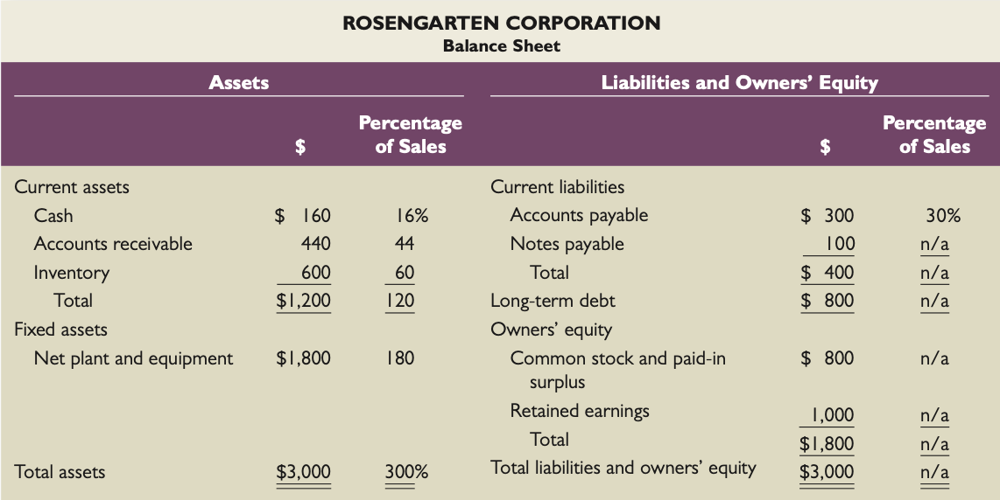 ROSENGARTEN CORPORATION
Balance Sheet
Assets Liabilities and Owners’ Equity
Percentage Percentage
$ of Sales $ of Sales
Current assets Current liabilities
Cash $ 160 16% Accounts payable $ 300 30%
Accounts receivable 440 44 Notes payable 100 n/a
Inventory 600 60 Total $ 400 n/a
Total $1,200 120 Long-term debt $ 800 n/a
Fixed assets Owners’ equity
Net plant and equipment $1,800 180 Common stock and paid-in $ 800 n/a
surplus
Retained earnings 1,000 n/a
Total $1,800 n/a
Total assets $3,000 300% Total liabilities and owners’ equity $3,000 n/a